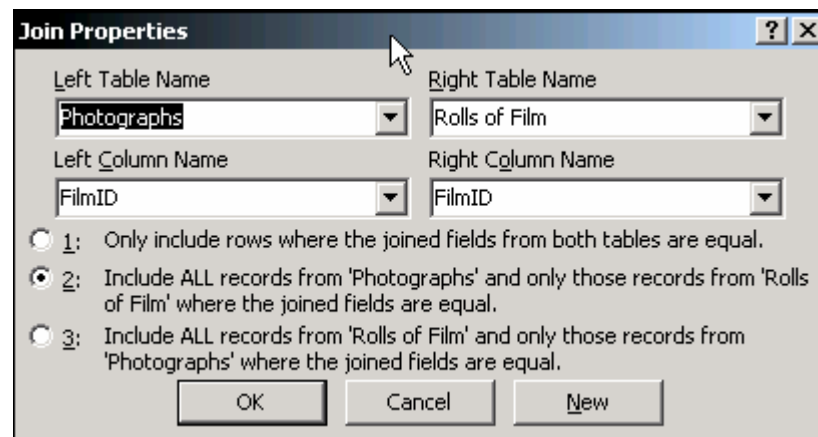 Join Properties
Left Table Name Right Table Name
Photographs Rolls of Film
Left Column Name Right Column Name
FilmID FilmID
1: Only include rows where the joined fields from both tables are equal.
2: Include ALL records from 'Photographs' and only those records from 'Rolls
of Film' where the joined fields are equal.
3: Include ALL records from 'Rolls of Film' and only those records from
'Photographs' where the joined fields are equal.
OK Cancel New